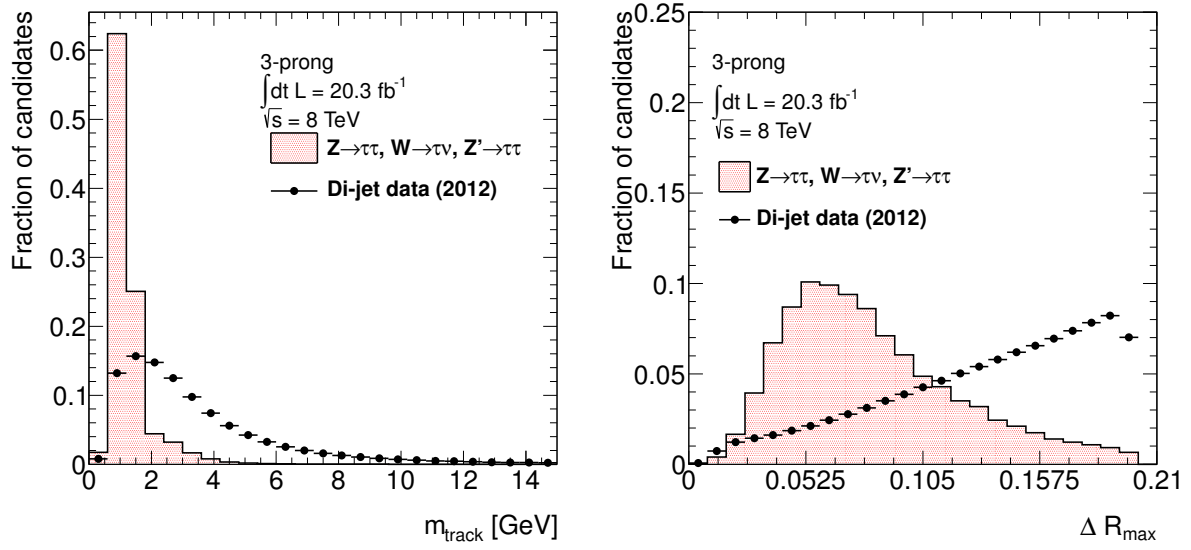 Fraction of candidates
0.6
0.5
0.4
0.3
0.2
0.1
0
3-prong
∫dt L = 20.3 fb⁻¹
√s = 8 TeV
Z→ττ, W→τν, Z'→ττ
Di-jet data (2012)
0 2 4 6 8 10 12 14
m_track [GeV]
Fraction of candidates
0.25
0.2
0.15
0.1
0.05
0
3-prong
∫dt L = 20.3 fb⁻¹
√s = 8 TeV
Z→ττ, W→τν, Z'→ττ
Di-jet data (2012)
0 0.0525 0.105 0.1575 0.21
Δ R_max